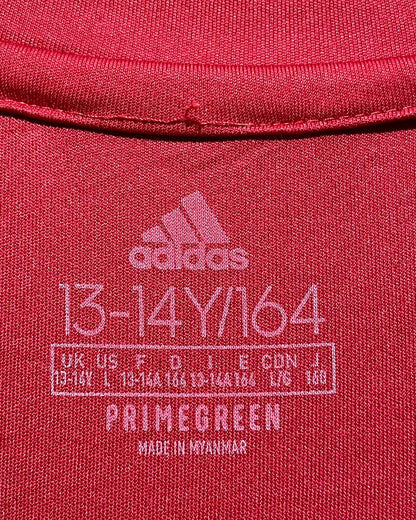 adidas
13-14Y/164
UK US F D I E CDN J
13-14Y L 13-14A 164 13-14A 164 L/G 160
PRIMEGREEN
MADE IN MYANMAR